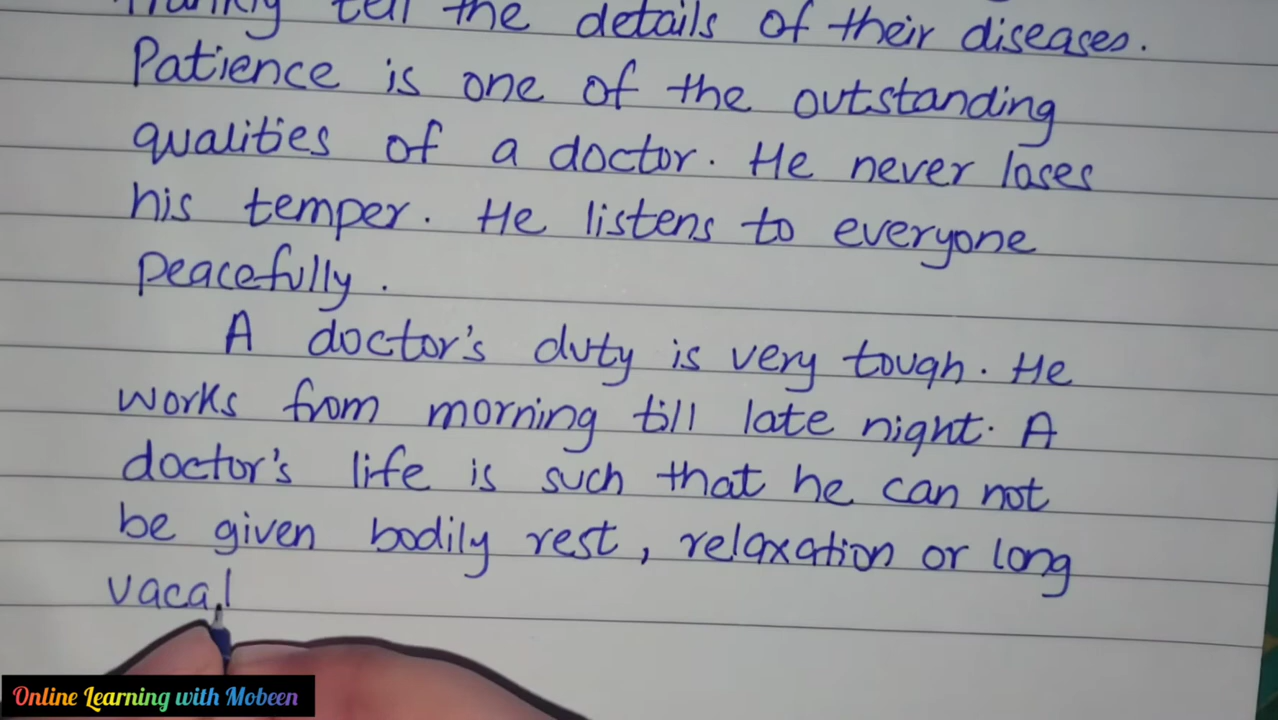 frankly tell the details of their diseases.
Patience is one of the outstanding
qualities of a doctor. He never loses
his temper. He listens to everyone
peacefully.
A doctor's duty is very tough. He
works from morning till late night. A
doctor's life is such that he can not
be given bodily rest, relaxation or long
vacal
Online Learning with Mobeen